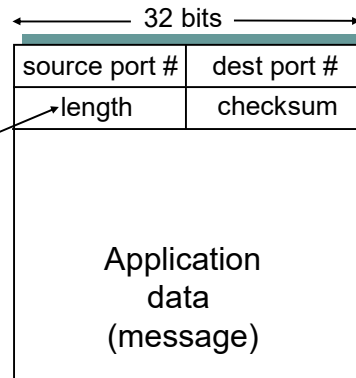 32 bits
source port # dest port #
length checksum
Application
data
(message)